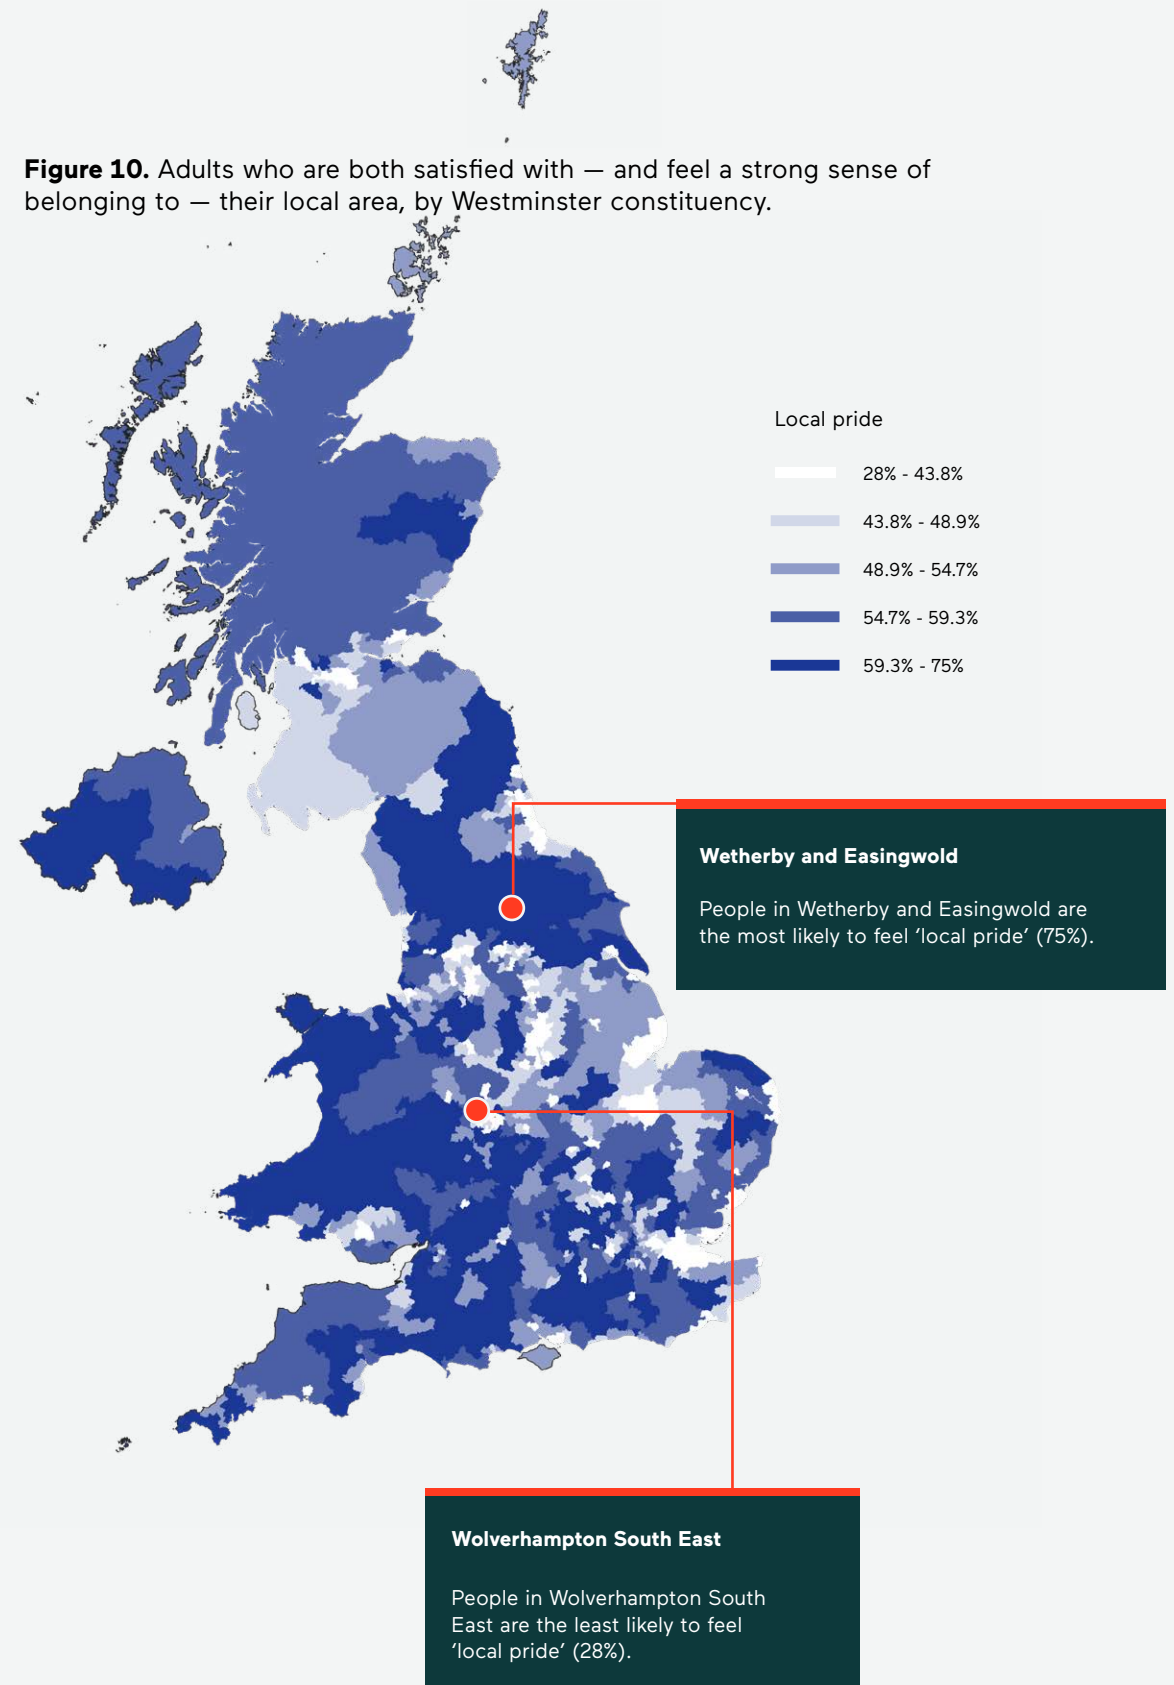 Figure 10. Adults who are both satisfied with — and feel a strong sense of
belonging to — their local area, by Westminster constituency.
Local pride
28% - 43.8%
43.8% - 48.9%
48.9% - 54.7%
54.7% - 59.3%
59.3% - 75%
Wetherby and Easingwold
People in Wetherby and Easingwold are
the most likely to feel ‘local pride’ (75%).
Wolverhampton South East
People in Wolverhampton South
East are the least likely to feel
‘local pride’ (28%).